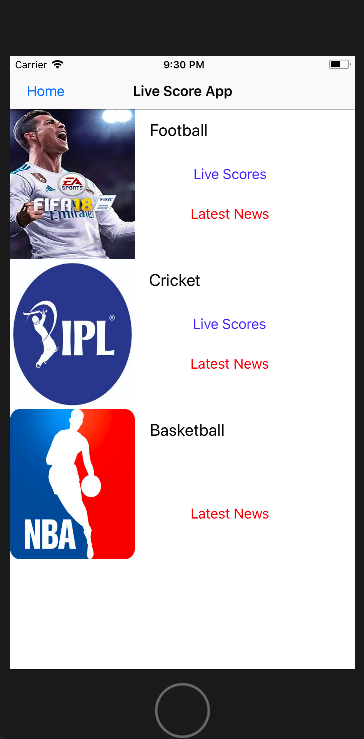 Carrier 9:30 PM
Home Live Score App
Football
Live Scores
Latest News
EA
SPORTS
FIFA 18
Fly
Emirates
Cricket
IPL®
Live Scores
Latest News
Basketball
NBA
Latest News